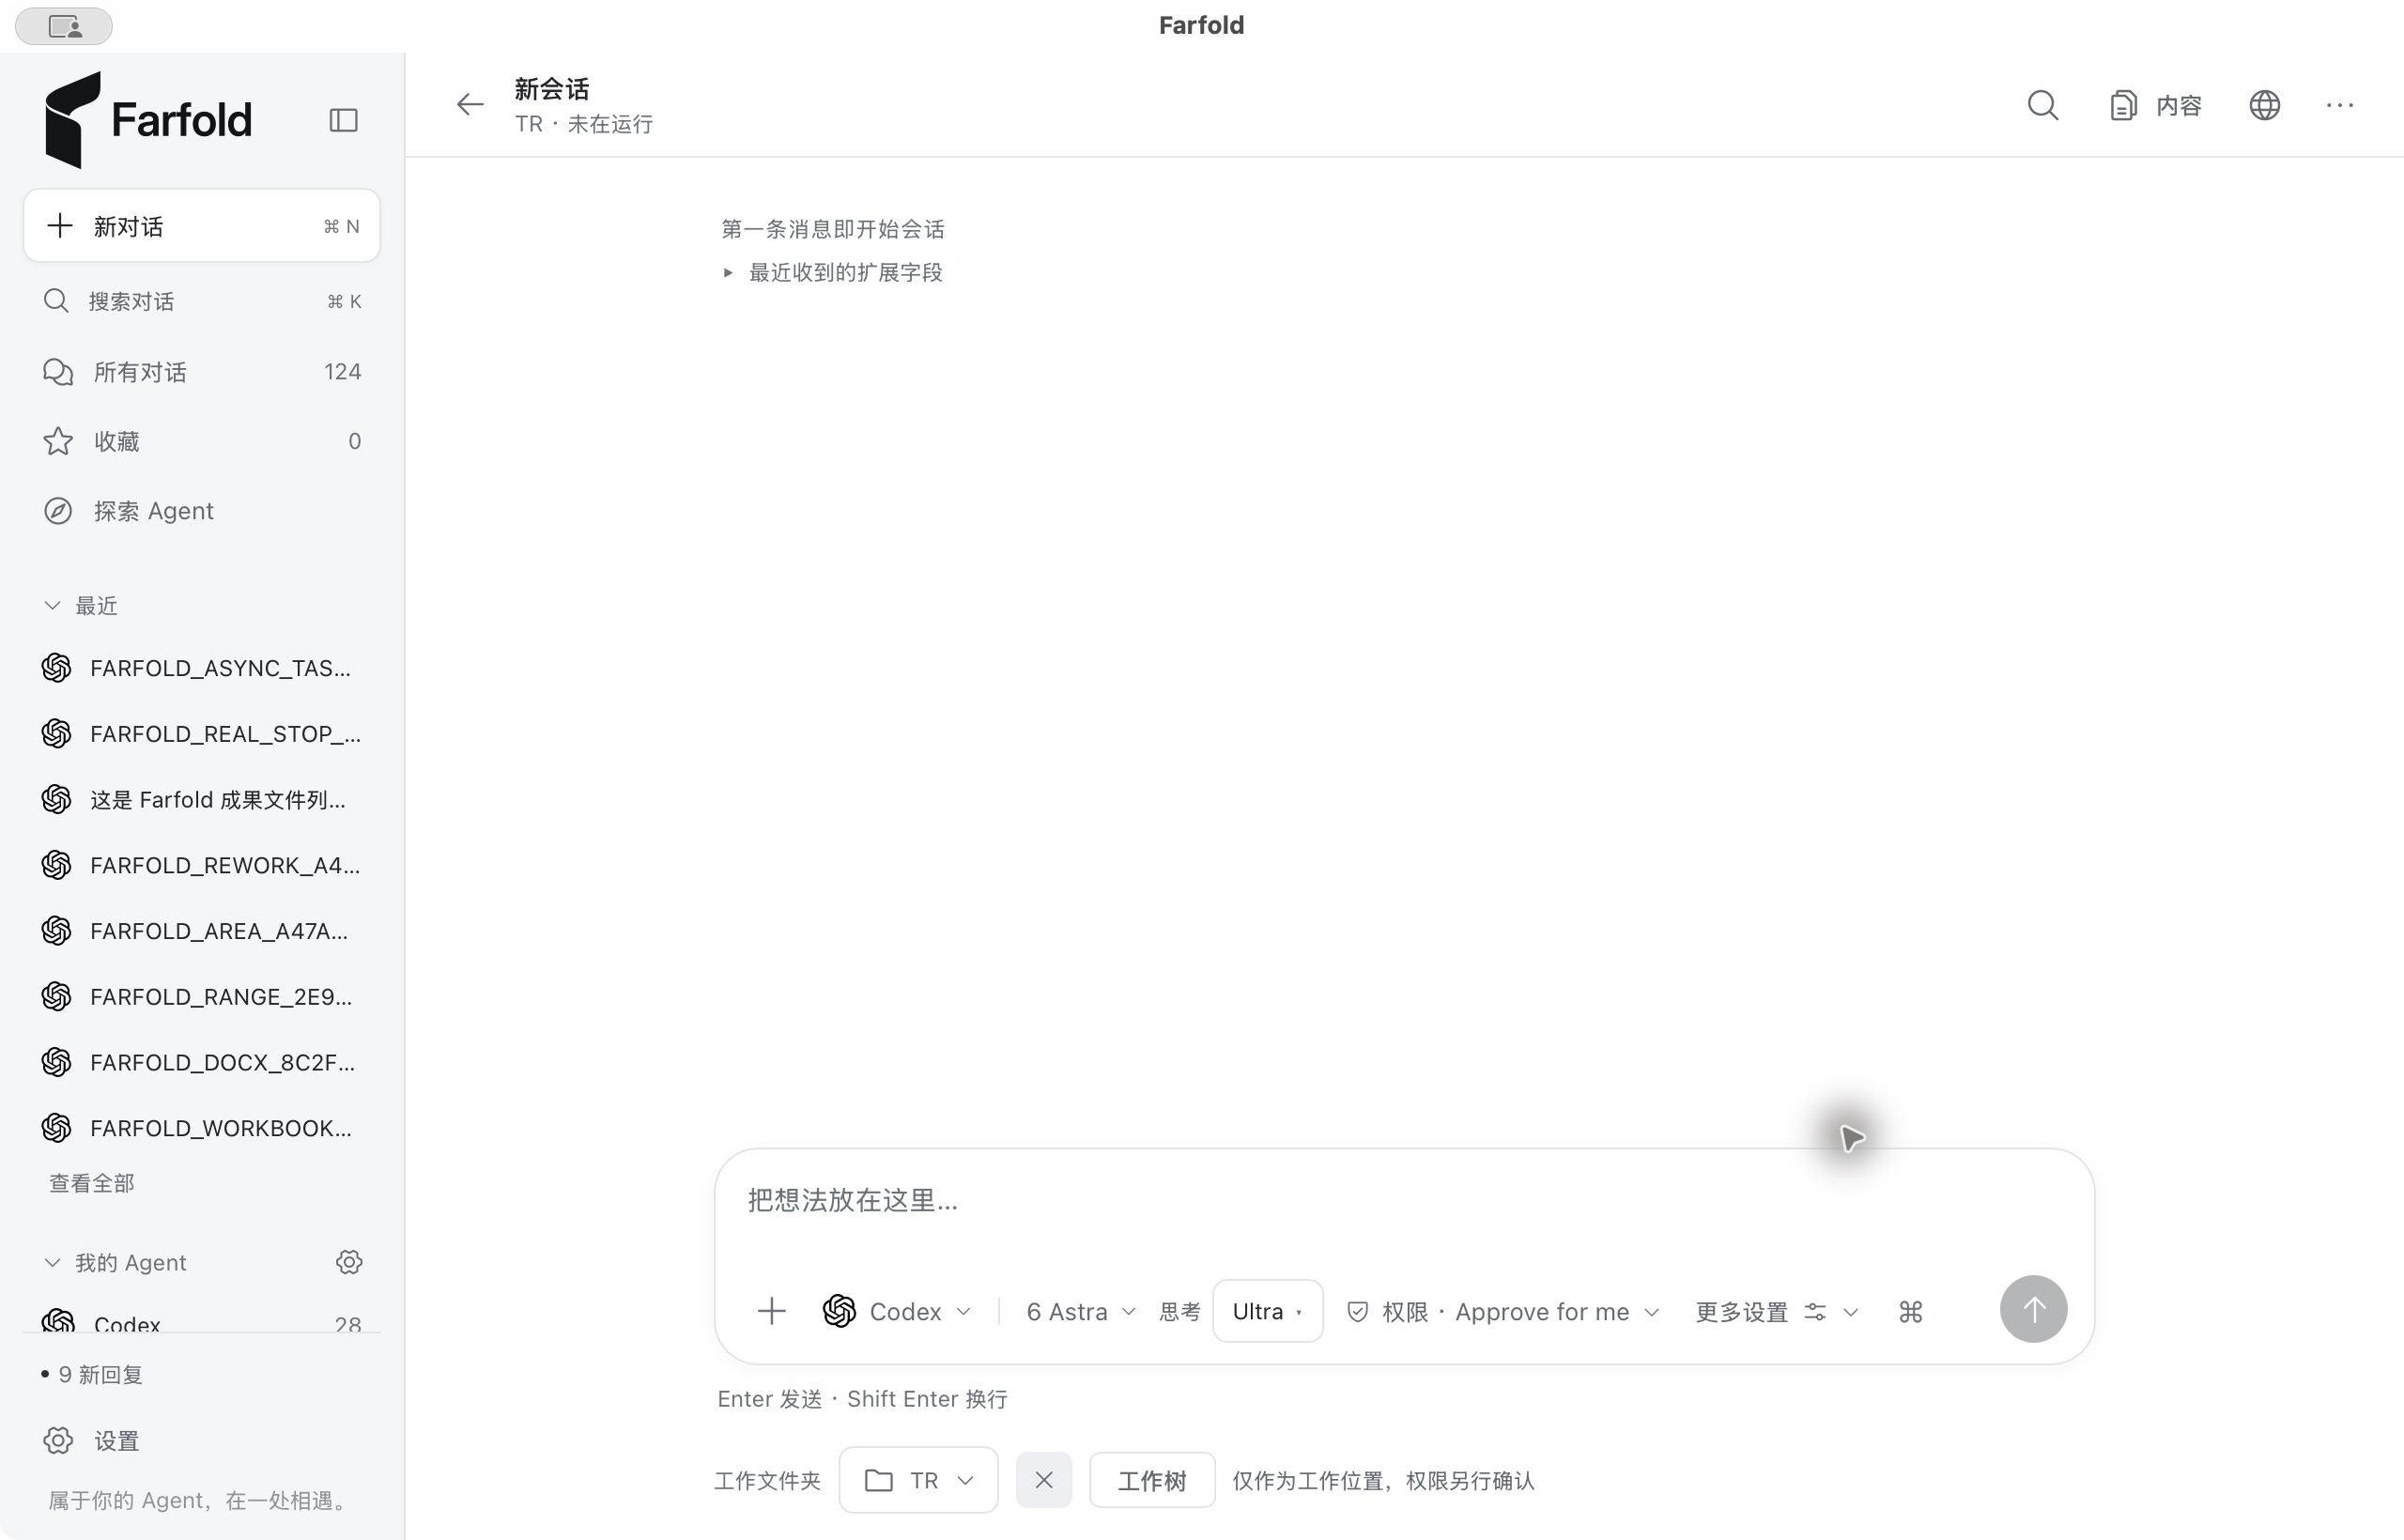 Farfold
Farfold
新对话 ⌘ N
搜索对话 ⌘ K
所有对话 124
收藏 0
探索 Agent
最近
FARFOLD_ASYNC_TAS...
FARFOLD_REAL_STOP_...
这是 Farfold 成果文件列...
FARFOLD_REWORK_A4...
FARFOLD_AREA_A47A...
FARFOLD_RANGE_2E9...
FARFOLD_DOCX_8C2F...
FARFOLD_WORKBOOK...
查看全部
我的 Agent
Codex 28
9 新回复
设置
属于你的 Agent，在一处相遇。
新会话
TR · 未在运行
内容
第一条消息即开始会话
最近收到的扩展字段
把想法放在这里...
Codex 6 Astra 思考 Ultra 权限 · Approve for me 更多设置 ⌘
Enter 发送 · Shift Enter 换行
工作文件夹 TR 工作树 仅作为工作位置，权限另行确认